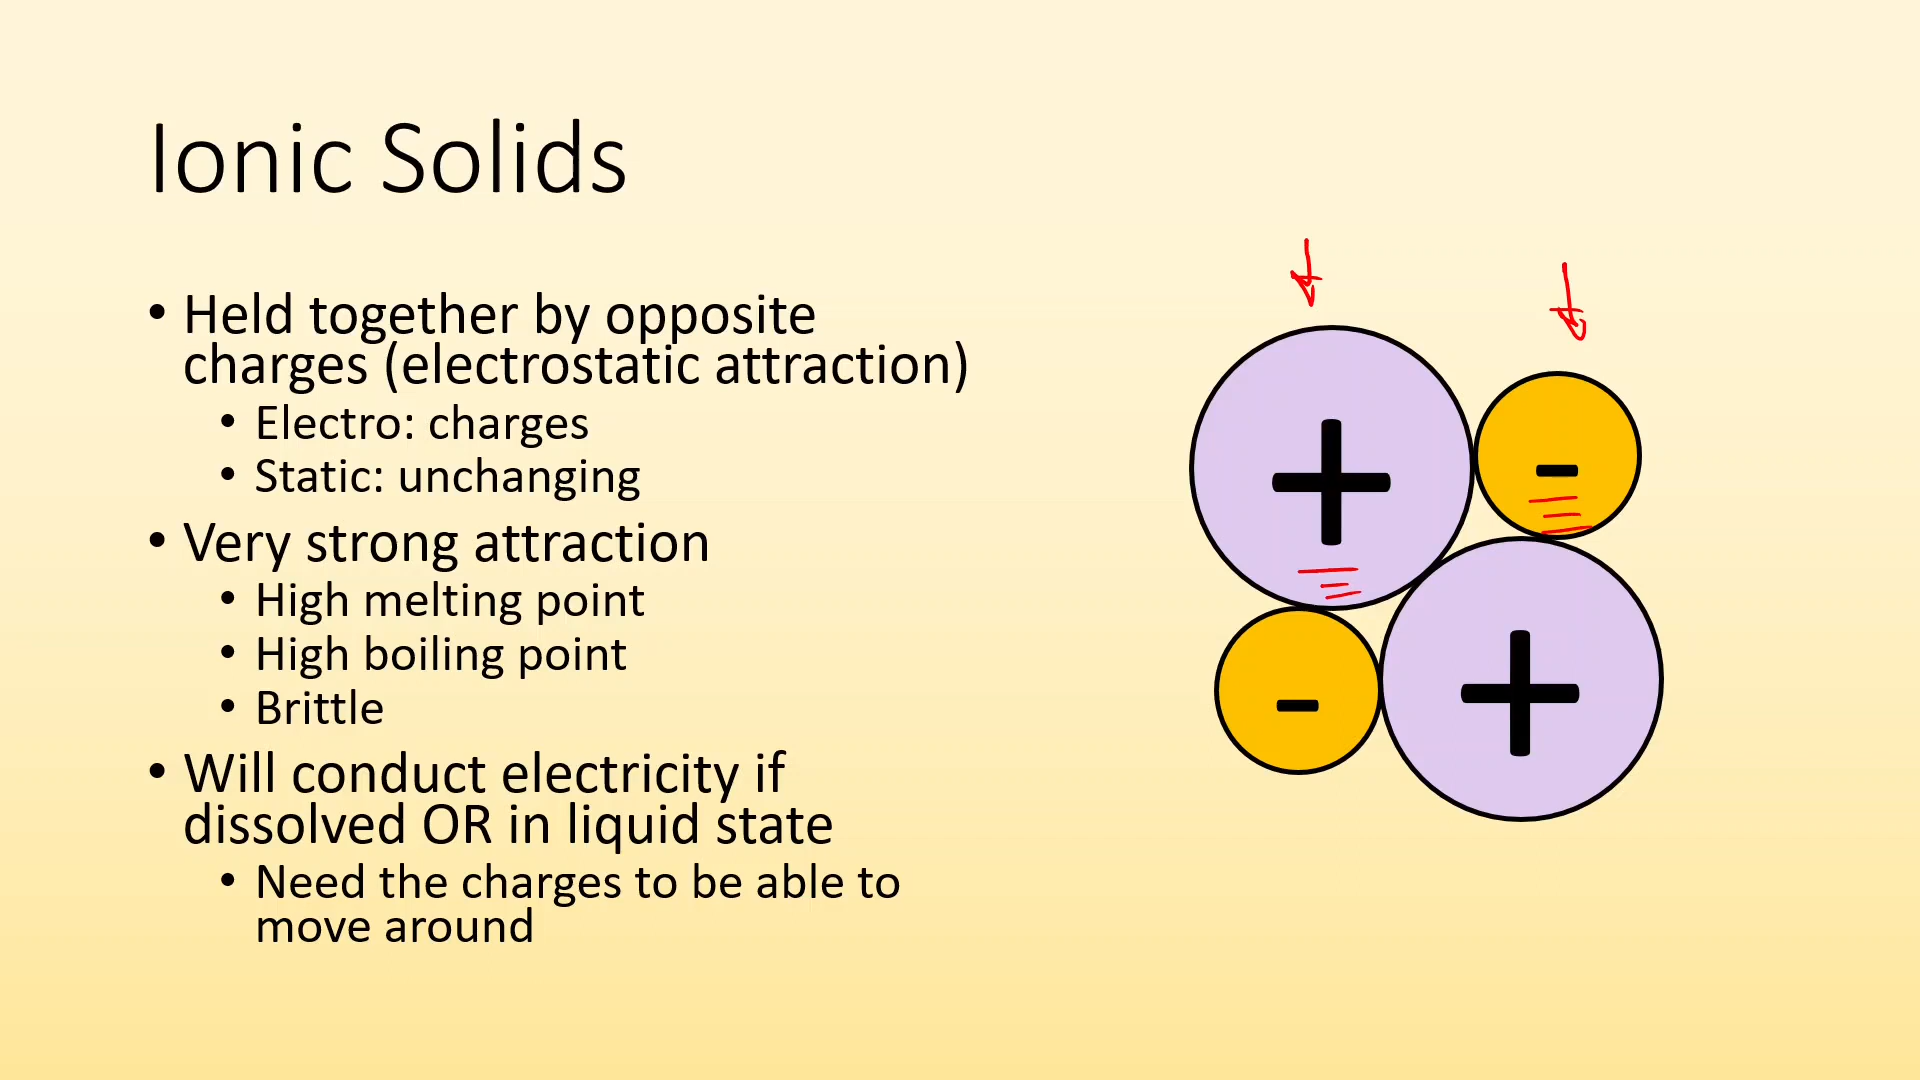 Ionic Solids
• Held together by opposite
charges (electrostatic attraction)
• Electro: charges
• Static: unchanging
• Very strong attraction
• High melting point
• High boiling point
• Brittle
• Will conduct electricity if
dissolved OR in liquid state
• Need the charges to be able to
move around
+
-
-
+